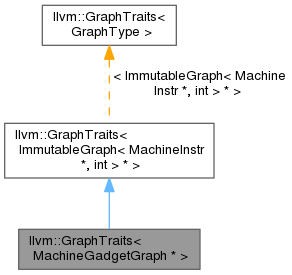 llvm::GraphTraits<
GraphType >
< ImmutableGraph< Machine
Instr *, int > * >
llvm::GraphTraits<
ImmutableGraph< MachineInstr
*, int > * >
llvm::GraphTraits<
MachineGadgetGraph * >